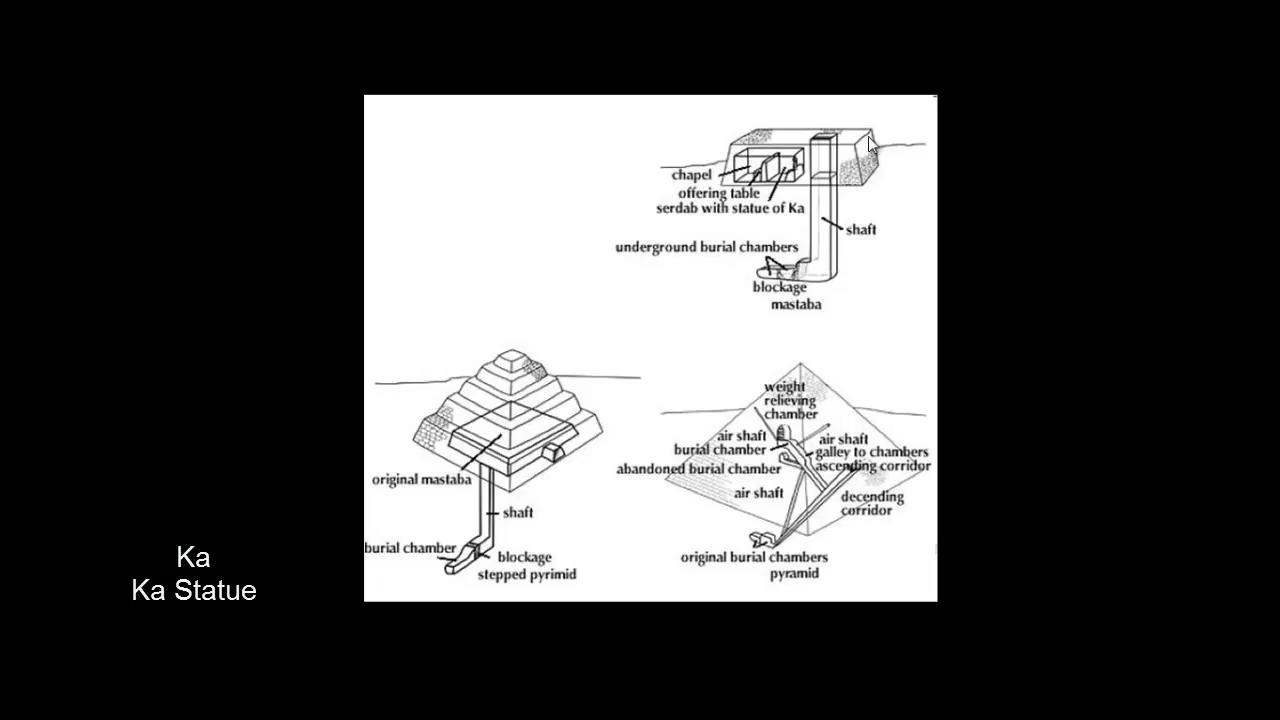 chapel
offering table
serdab with statue of Ka
shaft
underground burial chambers
blockage
mastaba
original mastaba
shaft
burial chamber
blockage
stepped pyrimid
weight
relieving
chamber
air shaft
burial chamber
abandoned burial chamber
air shaft
air shaft
galley to chambers
ascending corridor
decending
corridor
original burial chambers
pyramid
Ka
Ka Statue